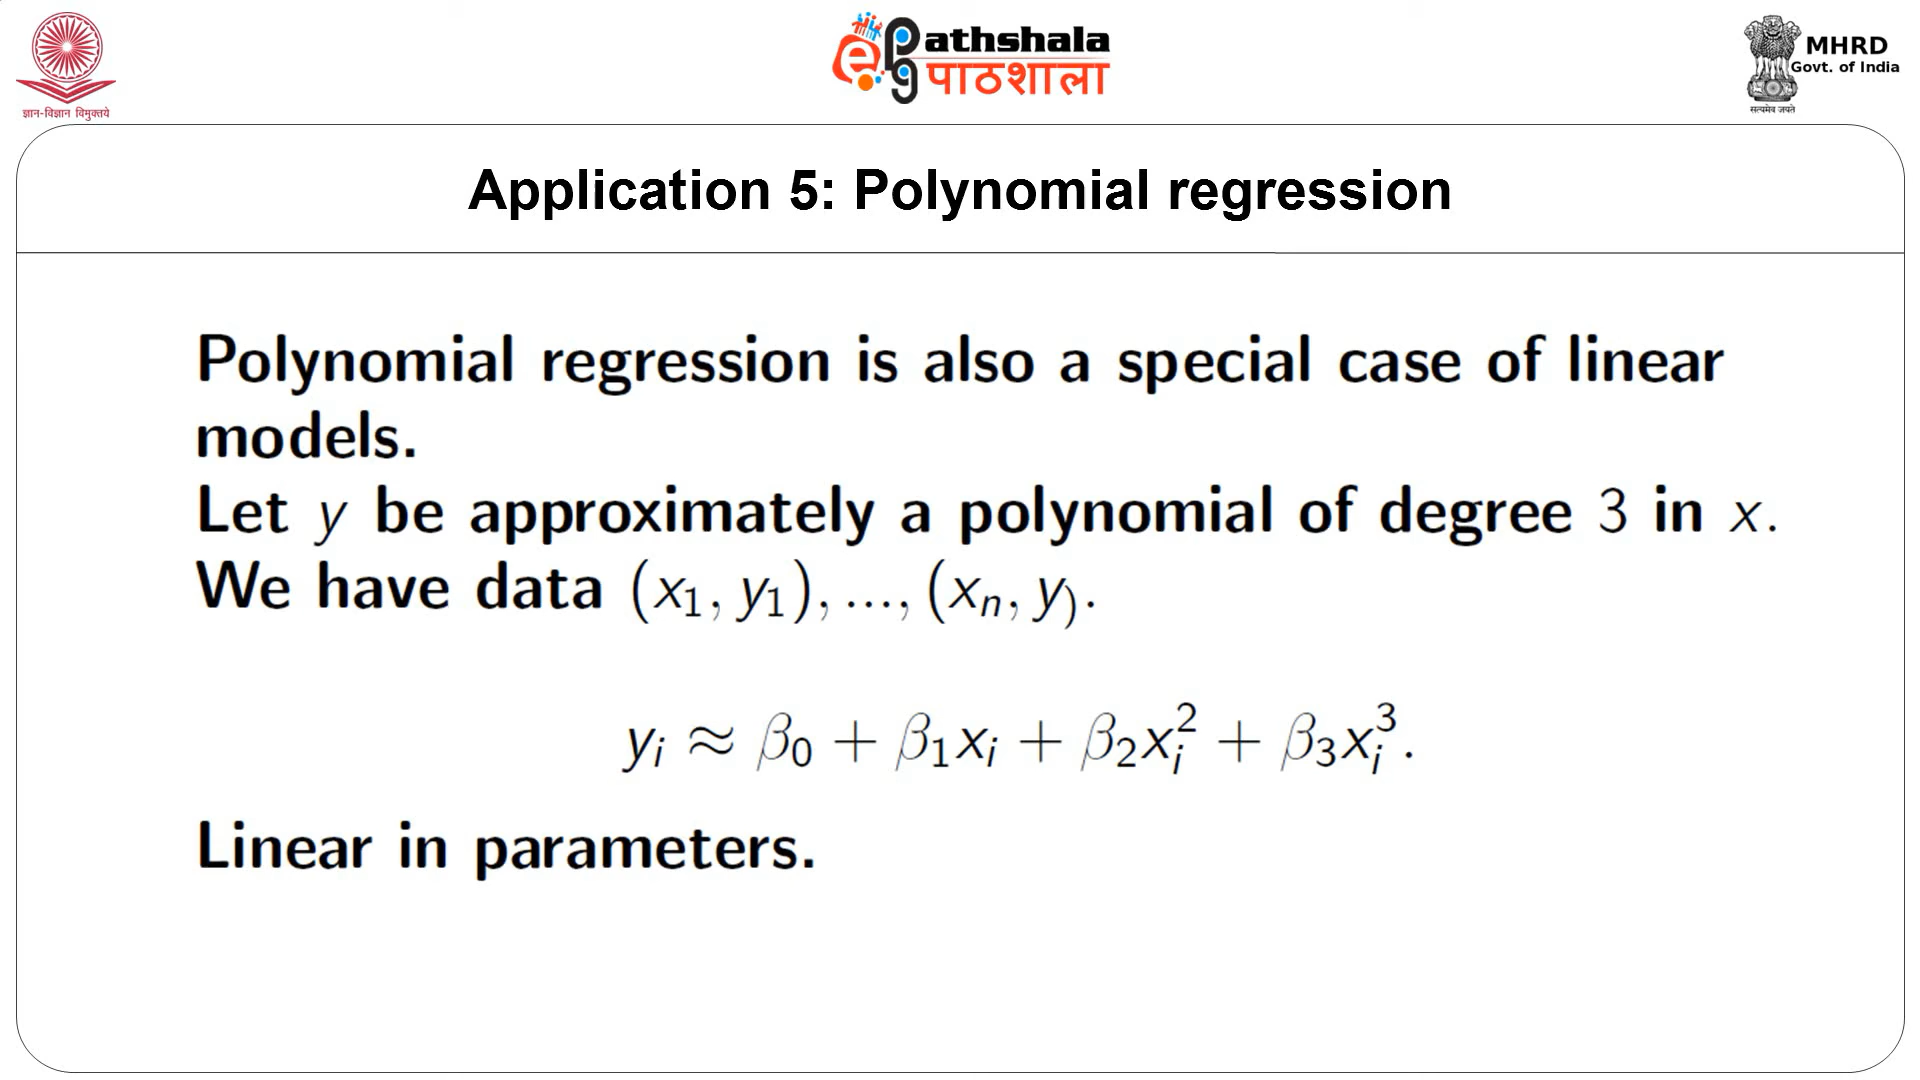 ज्ञान-विज्ञान विमुक्तये
ePGathshala
पाठशाला
MHRD
Govt. of India
सत्यमेव जयते
Application 5: Polynomial regression
Polynomial regression is also a special case of linear
models.
Let y be approximately a polynomial of degree 3 in x.
We have data (x₁, y₁), ..., (xₙ, y₎.
yᵢ ≈ β₀ + β₁xᵢ + β₂xᵢ² + β₃xᵢ³.
Linear in parameters.